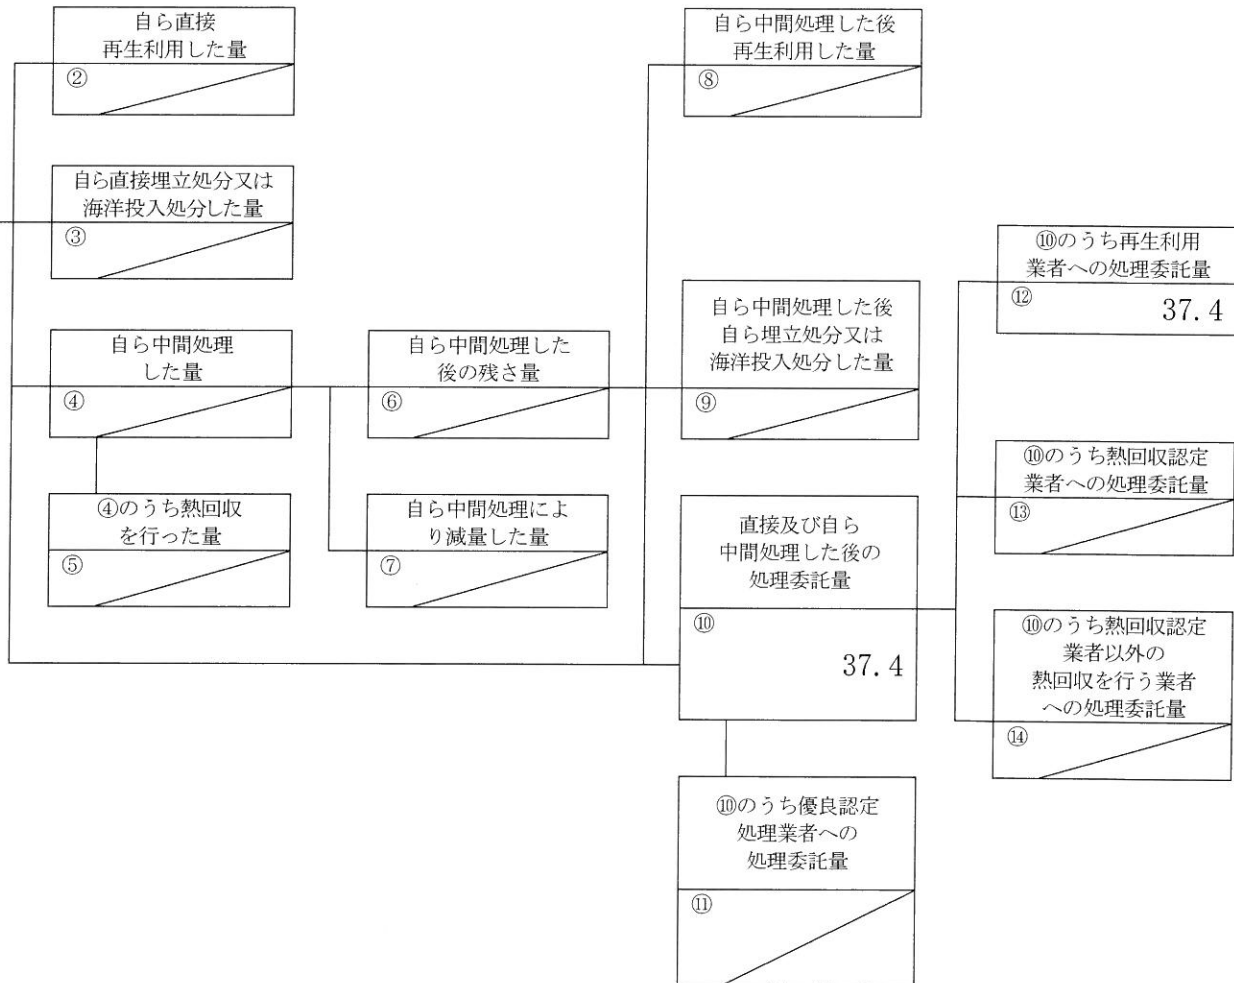 自ら直接
再生利用した量
②
自ら直接埋立処分又は
海洋投入処分した量
③
自ら中間処理
した量
④
④のうち熱回収
を行った量
⑤
自ら中間処理した
後の残さ量
⑥
自ら中間処理によ
り減量した量
⑦
自ら中間処理した後
再生利用した量
⑧
自ら中間処理した後
自ら埋立処分又は
海洋投入処分した量
⑨
直接及び自ら
中間処理した後の
処理委託量
⑩
37.4
⑩のうち優良認定
処理業者への
処理委託量
⑪
⑩のうち再生利用
業者への処理委託量
⑫
37.4
⑩のうち熱回収認定
業者への処理委託量
⑬
⑩のうち熱回収認定
業者以外の
熱回収を行う業者
への処理委託量
⑭